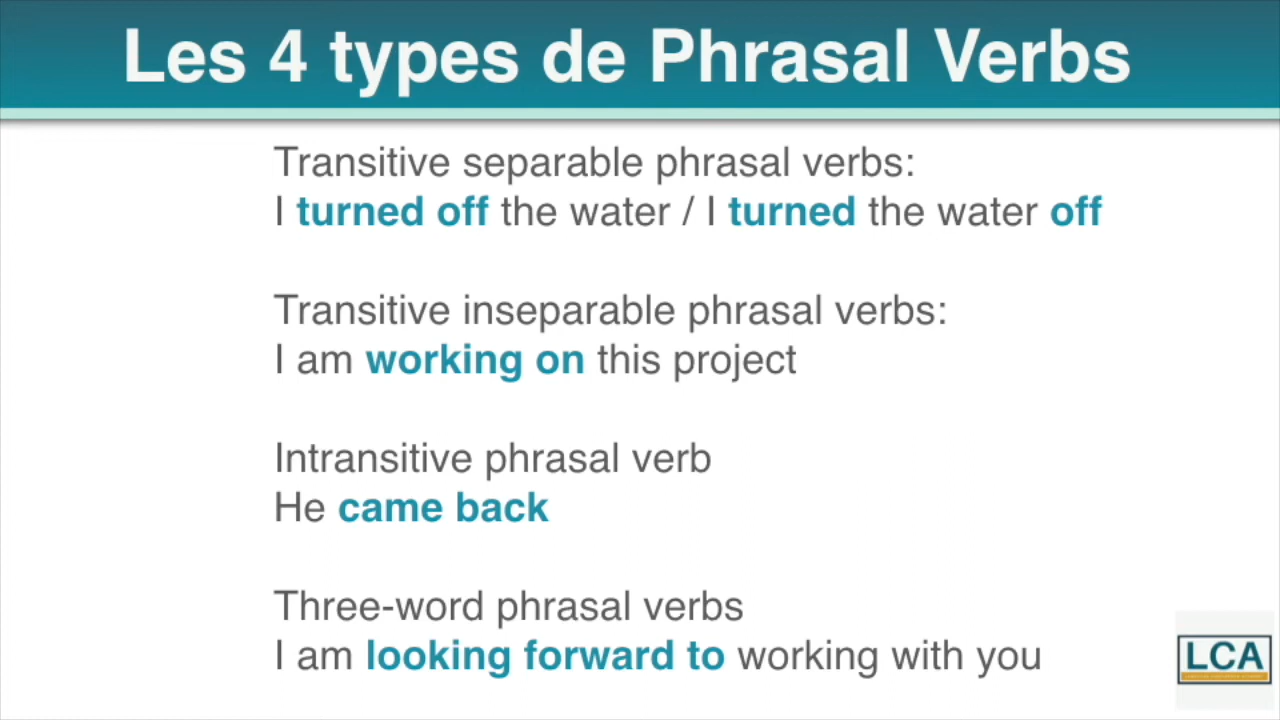 Les 4 types de Phrasal Verbs
Transitive separable phrasal verbs:
I turned off the water / I turned the water off
Transitive inseparable phrasal verbs:
I am working on this project
Intransitive phrasal verb
He came back
Three-word phrasal verbs
I am looking forward to working with you
LCA